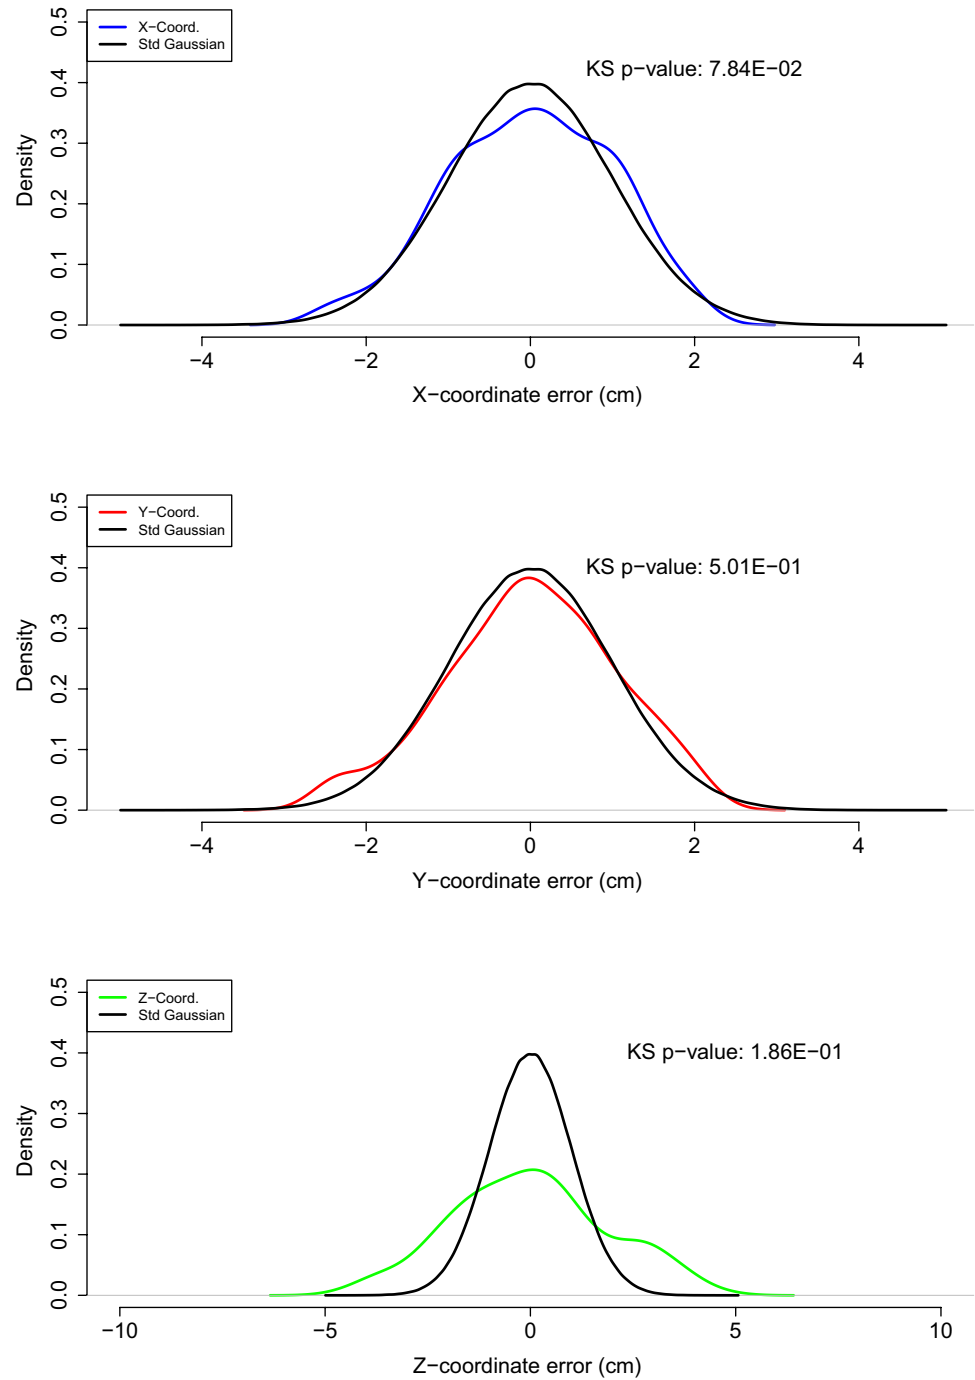 X−Coord.
Std Gaussian
KS p−value: 7.84E−02
Density
0.0 0.1 0.2 0.3 0.4 0.5
−4 −2 0 2 4
X−coordinate error (cm)
Y−Coord.
Std Gaussian
KS p−value: 5.01E−01
Density
0.0 0.1 0.2 0.3 0.4 0.5
−4 −2 0 2 4
Y−coordinate error (cm)
Z−Coord.
Std Gaussian
KS p−value: 1.86E−01
Density
0.0 0.1 0.2 0.3 0.4 0.5
−10 −5 0 5 10
Z−coordinate error (cm)